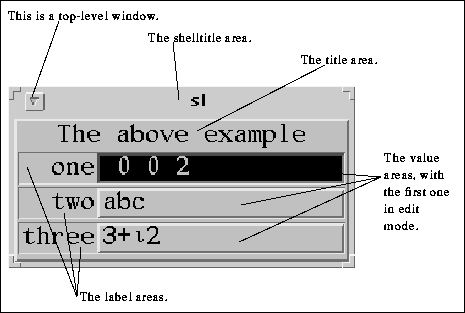 This is a top-level window.
The shelltitle area.
The title area.
sl
The above example
one 0 0 2
two abc
three 3+ɩ2
The value
areas, with
the first one
in edit
mode.
The label areas.